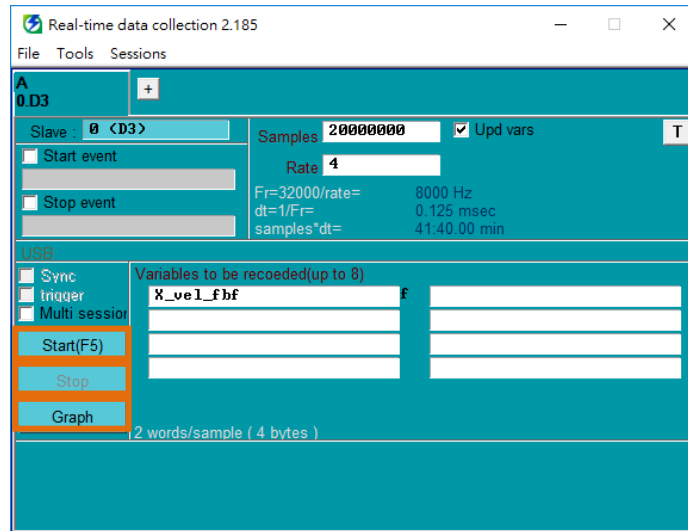 Real-time data collection 2.185
File Tools Sessions
A
0.D3
+
Slave : 0 (D3)
Samples 20000000
Upd vars
T
Start event
Rate 4
Stop event
Fr=32000/rate= 8000 Hz
dt=1/Fr= 0.125 msec
samples*dt= 41:40.00 min
USB
Sync
Variables to be recoeded(up to 8)
trigger
X_vel_fbf
f
Multi session
Start(F5)
Stop
Graph
2 words/sample ( 4 bytes )